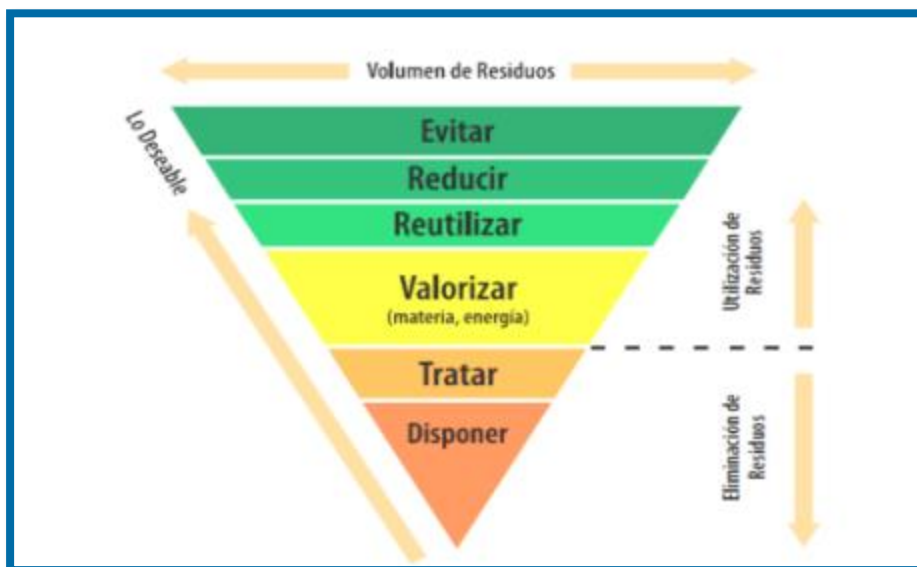 Volumen de Residuos
Lo Deseable
Evitar
Reducir
Reutilizar
Valorizar
(materia, energía)
Tratar
Disponer
Utilización de
Residuos
Eliminación de
Residuos